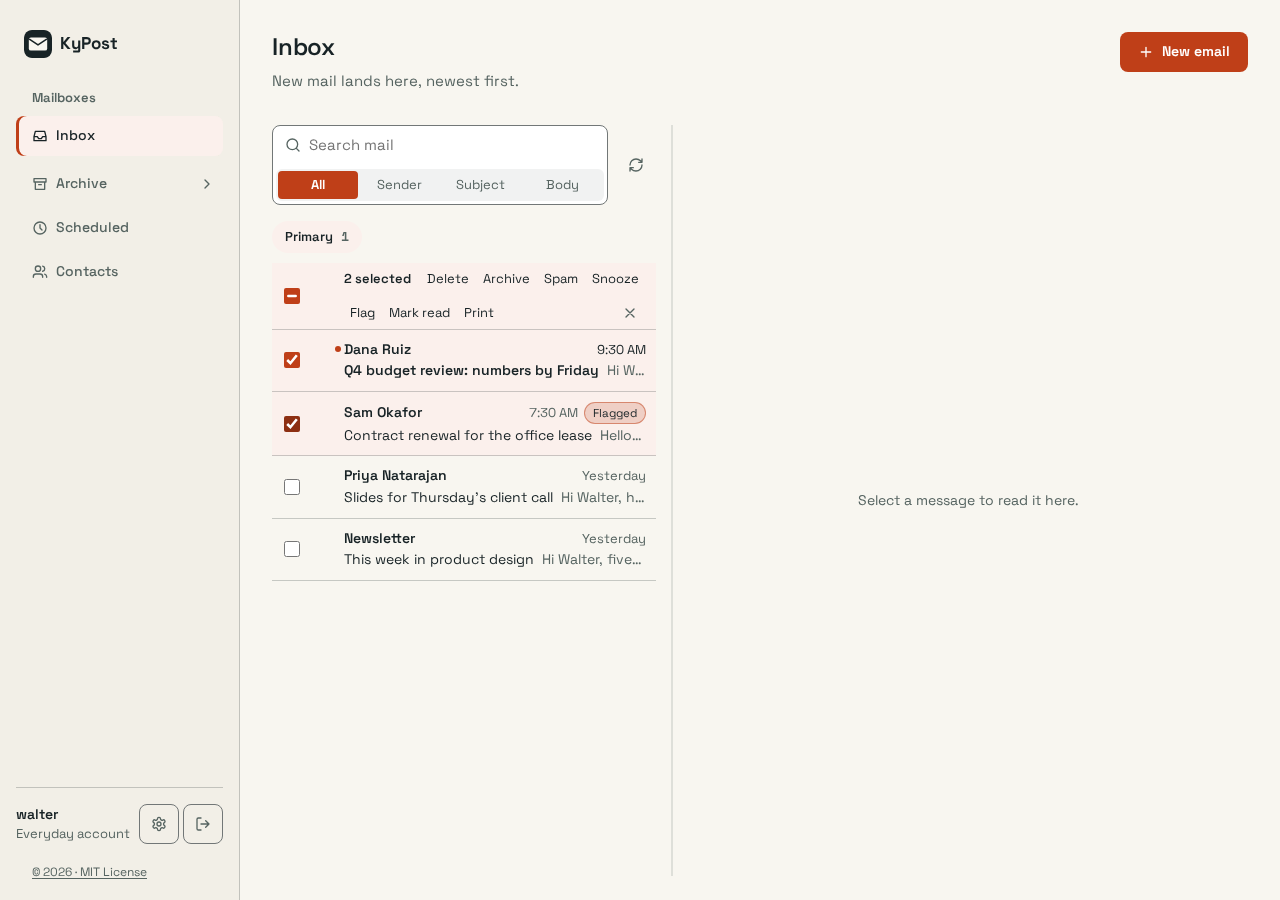 KyPost
Mailboxes
Inbox
Archive
Scheduled
Contacts
walter
Everyday account
© 2026 · MIT License
Inbox
New mail lands here, newest first.
New email
Search mail
All Sender Subject Body
Primary 1
2 selected Delete Archive Spam Snooze
Flag Mark read Print
Dana Ruiz 9:30 AM
Q4 budget review: numbers by Friday Hi W...
Sam Okafor 7:30 AM Flagged
Contract renewal for the office lease Hello...
Priya Natarajan Yesterday
Slides for Thursday's client call Hi Walter, h...
Newsletter Yesterday
This week in product design Hi Walter, five...
Select a message to read it here.